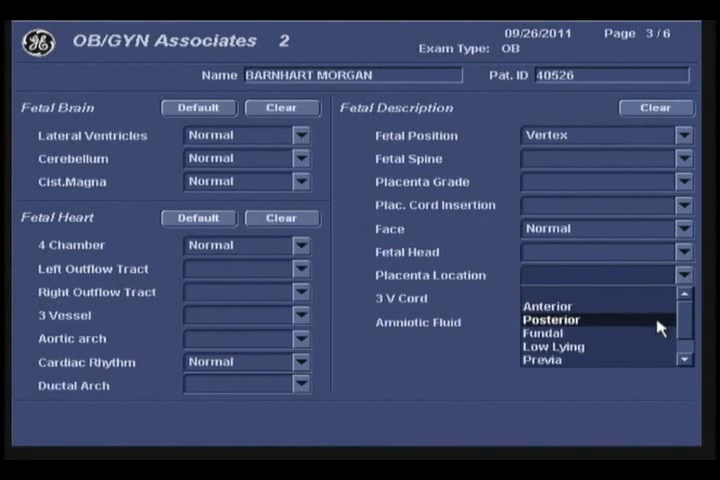 OB/GYN Associates 2
09/26/2011 Page 3/6
Exam Type: OB
Name BARNHART MORGAN Pat. ID 40526
Fetal Brain Default Clear
Lateral Ventricles Normal
Cerebellum Normal
Cist.Magna Normal
Fetal Heart Default Clear
4 Chamber Normal
Left Outflow Tract
Right Outflow Tract
3 Vessel
Aortic arch
Cardiac Rhythm Normal
Ductal Arch
Fetal Description Clear
Fetal Position Vertex
Fetal Spine
Placenta Grade
Plac. Cord Insertion
Face Normal
Fetal Head
Placenta Location
3 V Cord
Amniotic Fluid
Anterior
Posterior
Fundal
Low Lying
Previa